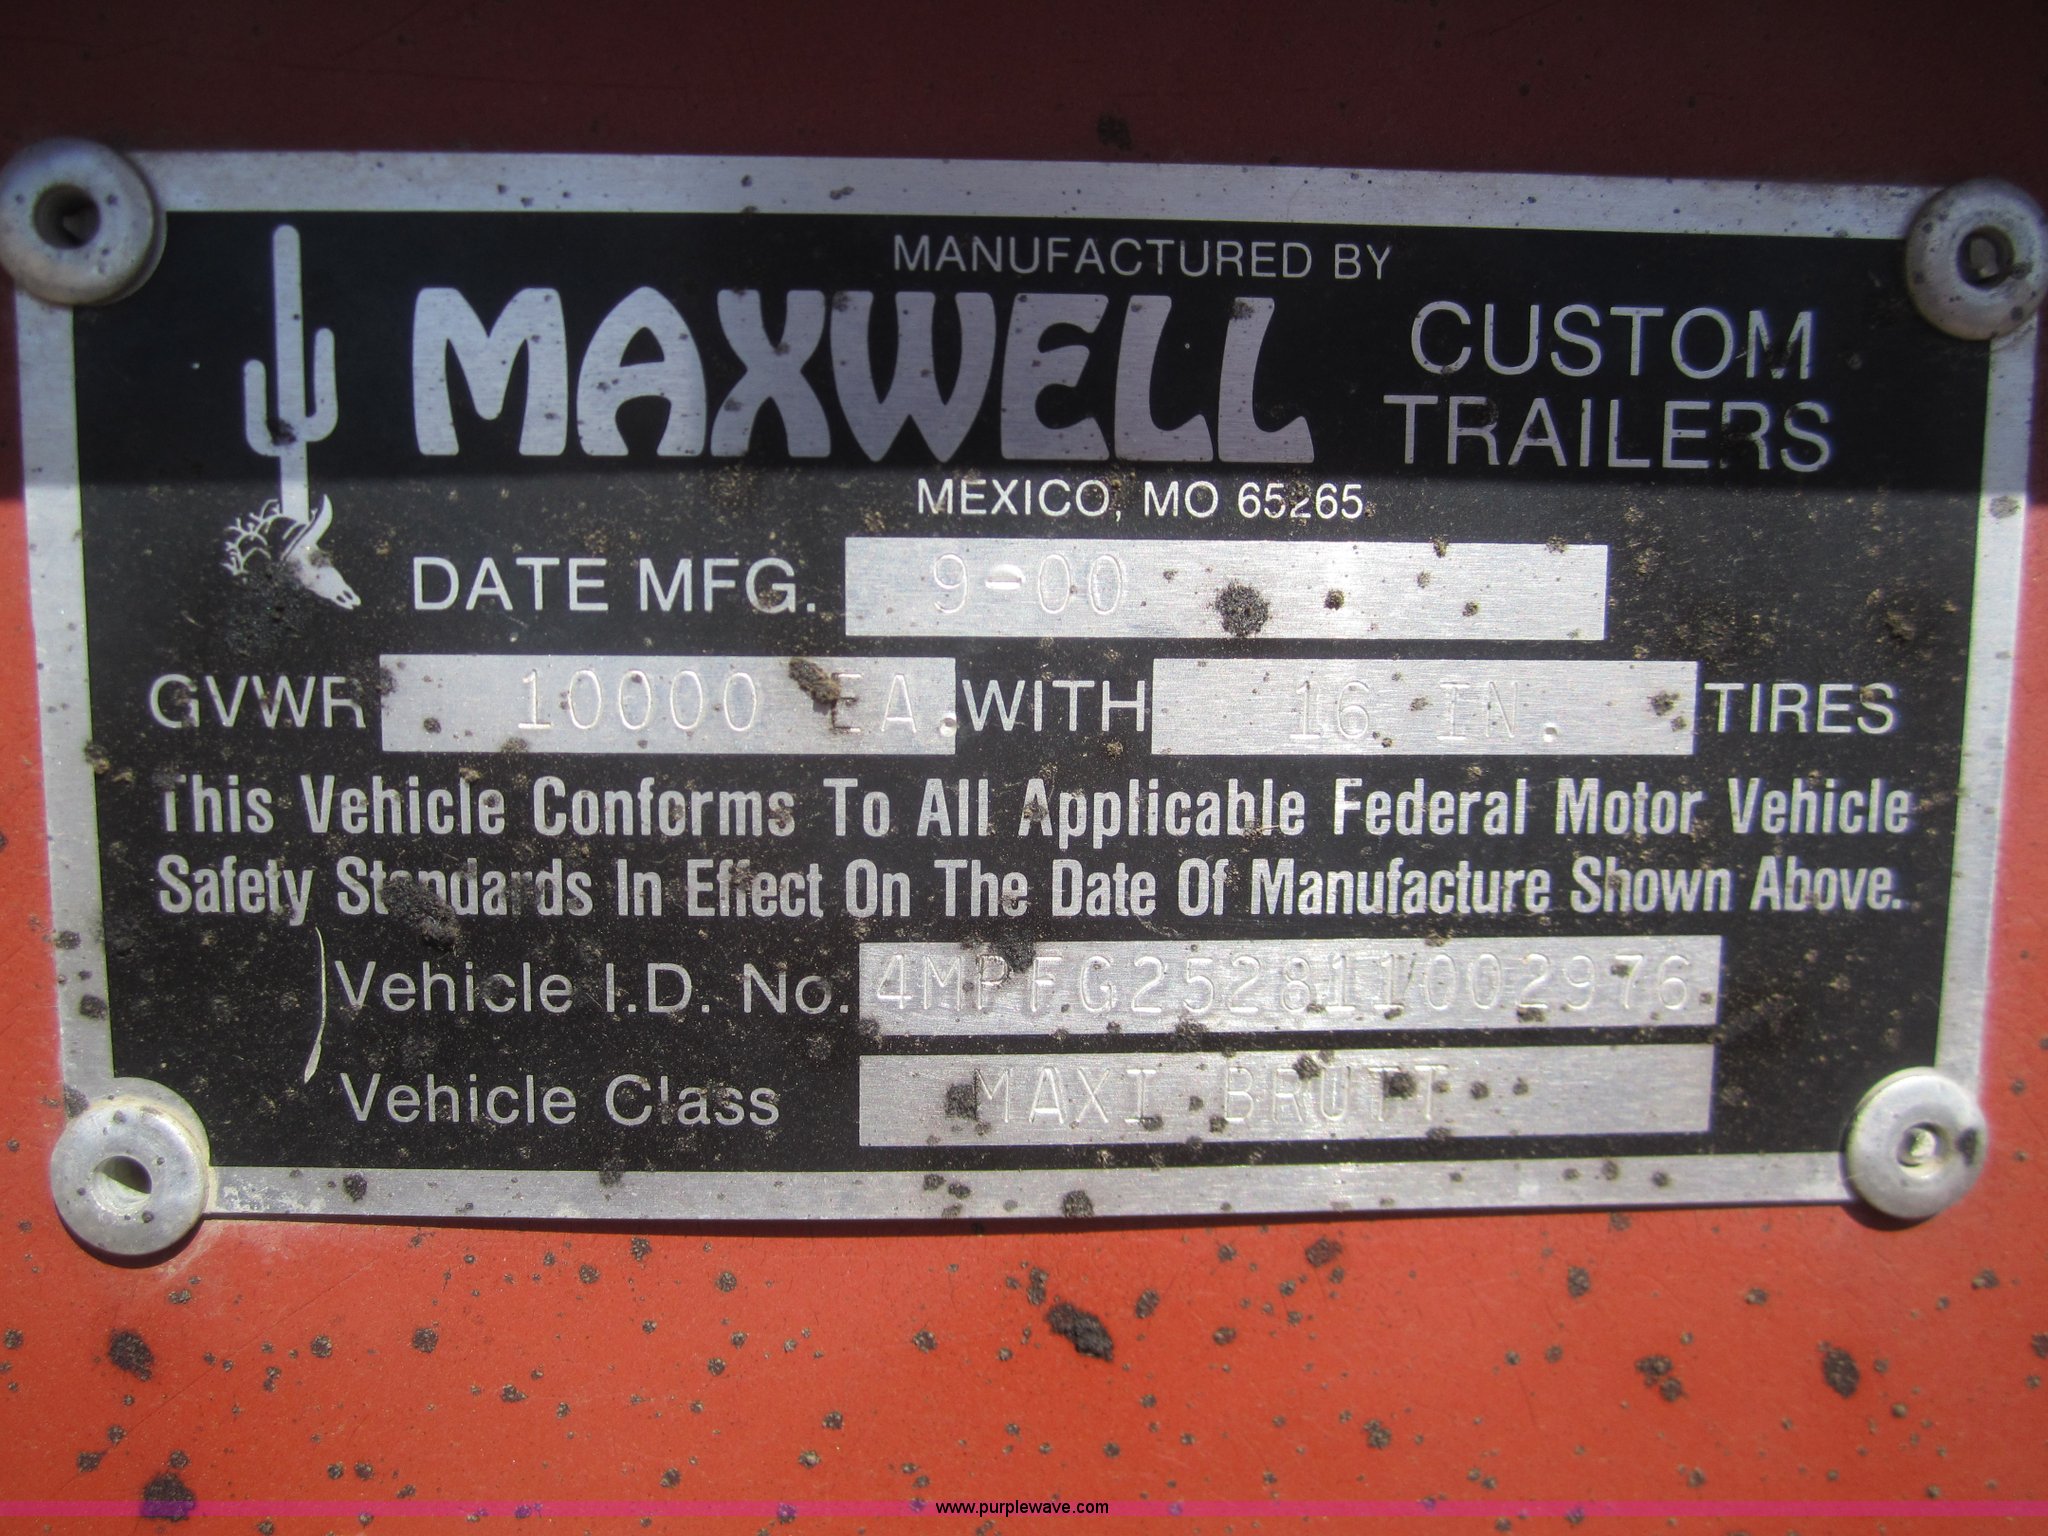 MANUFACTURED BY
MAXWELL CUSTOM TRAILERS
MEXICO, MO 65265
DATE MFG. 9-00
GVWR 10000 EA. WITH 16 IN. TIRES
This Vehicle Conforms To All Applicable Federal Motor Vehicle
Safety Standards In Effect On The Date Of Manufacture Shown Above.
Vehicle I.D. No. 4MPFG252811002976
Vehicle Class MAXI BRUTT
www.purplewave.com